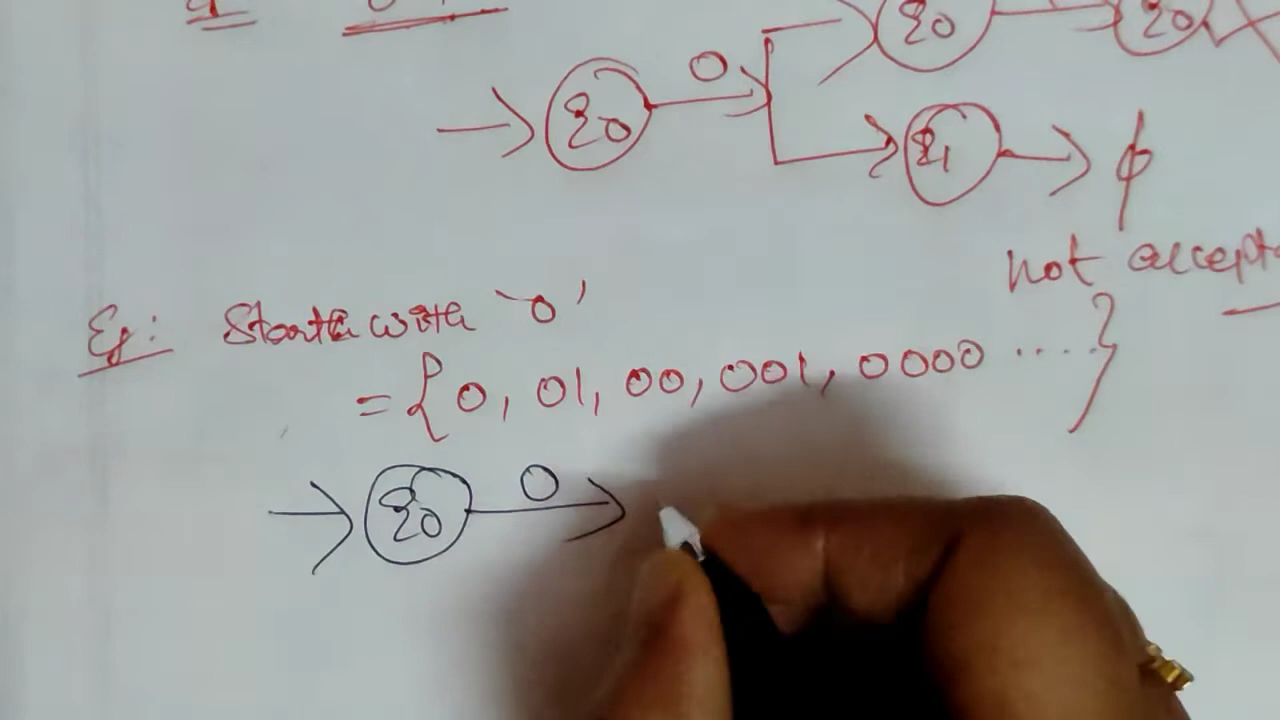 q0 q0
0
q0
q1 → ϕ
not accept
Eg: Starts with '0'
= {0, 01, 00, 001, 0000 ....}
→ q0 0 →